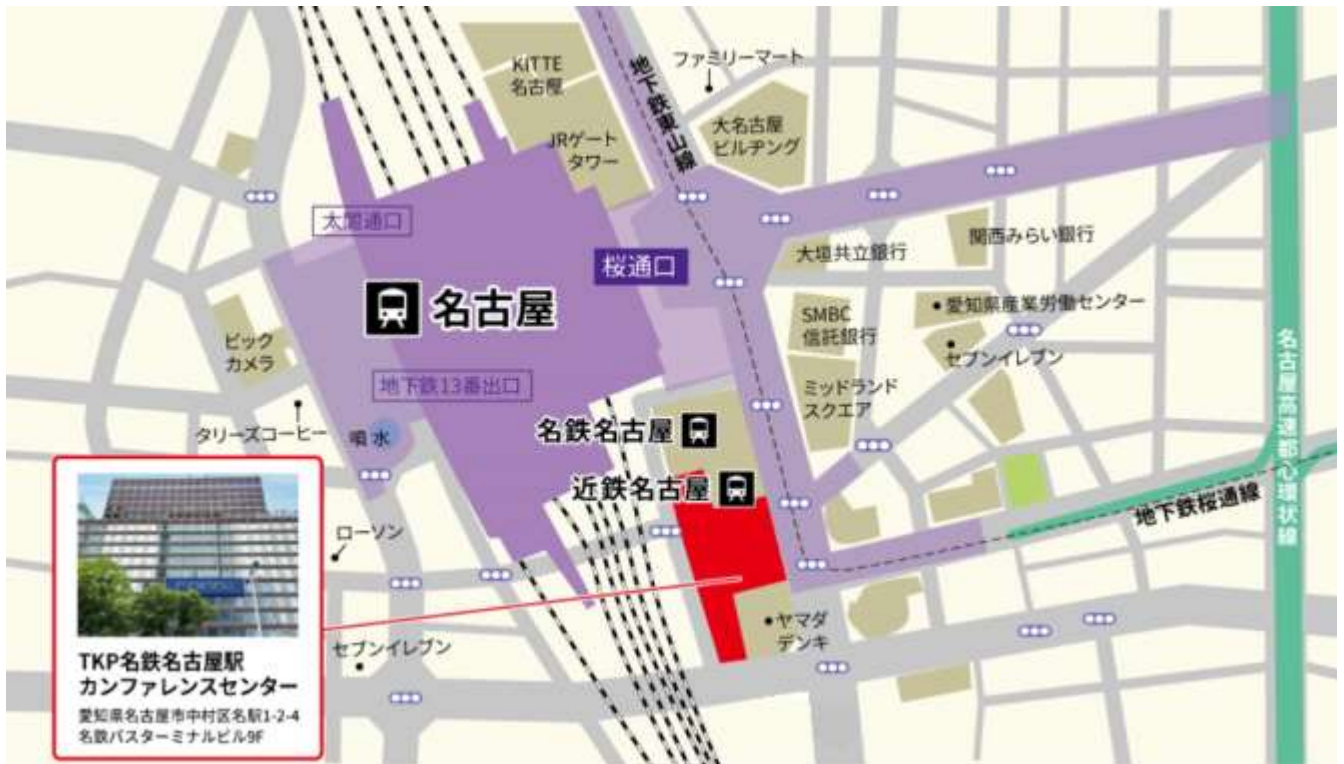 KITTE
名古屋
ファミリーマート
地下鉄東山線
大名古屋
ビルヂング
JRゲート
タワー
太閤通口
桜通口
大垣共立銀行
関西みらい銀行
名古屋
SMBC
信託銀行
愛知県産業労働センター
セブンイレブン
ビック
カメラ
地下鉄13番出口
ミッドランド
スクエア
名古屋高速都心環状線
タリーズコーヒー
噴水
名鉄名古屋
近鉄名古屋
地下鉄桜通線
ローソン
ヤマダ
デンキ
セブンイレブン
TKP名鉄名古屋駅
カンファレンスセンター
愛知県名古屋市中村区名駅1-2-4
名鉄バスターミナルビル9F